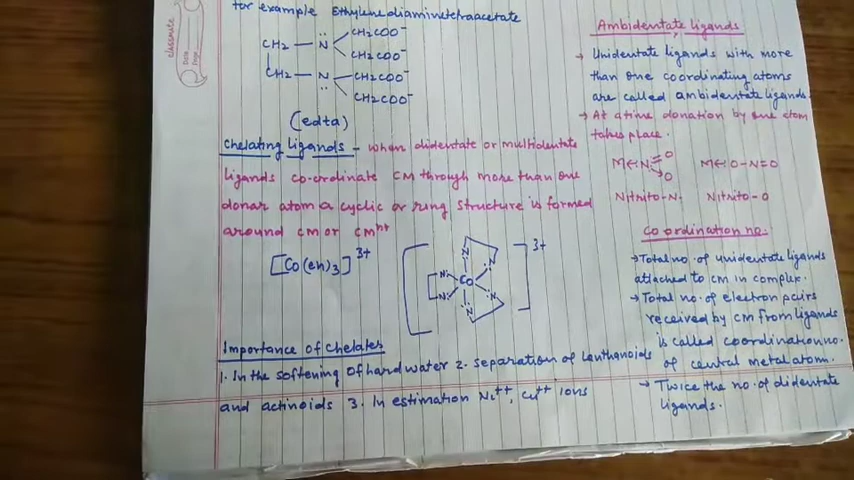 for example Ethylenediaminetetraacetate
CH2 — N̈ CH2COO⁻
CH2COO⁻
CH2 — N̤ CH2COO⁻
CH2COO⁻
(edta)
Chelating Ligands - when didentate or multidentate
ligands co-ordinate CM through more than one
donar atom a cyclic or ring structure is formed
around CM or CMⁿ⁺
[Co(en)3]³⁺
[Co N: N: N: N: N: N:]³⁺
Importance of Chelates
1. In the softening of hard water 2. Separation of lanthanoids
and actinoids 3. In estimation Ni⁺⁺, Cu⁺⁺ ions
classmate
Date
Page
Ambidentate ligands
→ Unidentate ligands with more
than one coordinating atoms
are called ambidentate ligands.
→ At a time donation by one atom
takes place.
M←N O O M←O-N=O
Nitrito-N. Nitrito-O
Coordination no.
→ Total no. of unidentate ligands
attached to CM in complex.
→ Total no. of electron pairs
received by CM from ligands
is called coordination no.
of central metal atom.
→ Twice the no. of didentate
ligands.